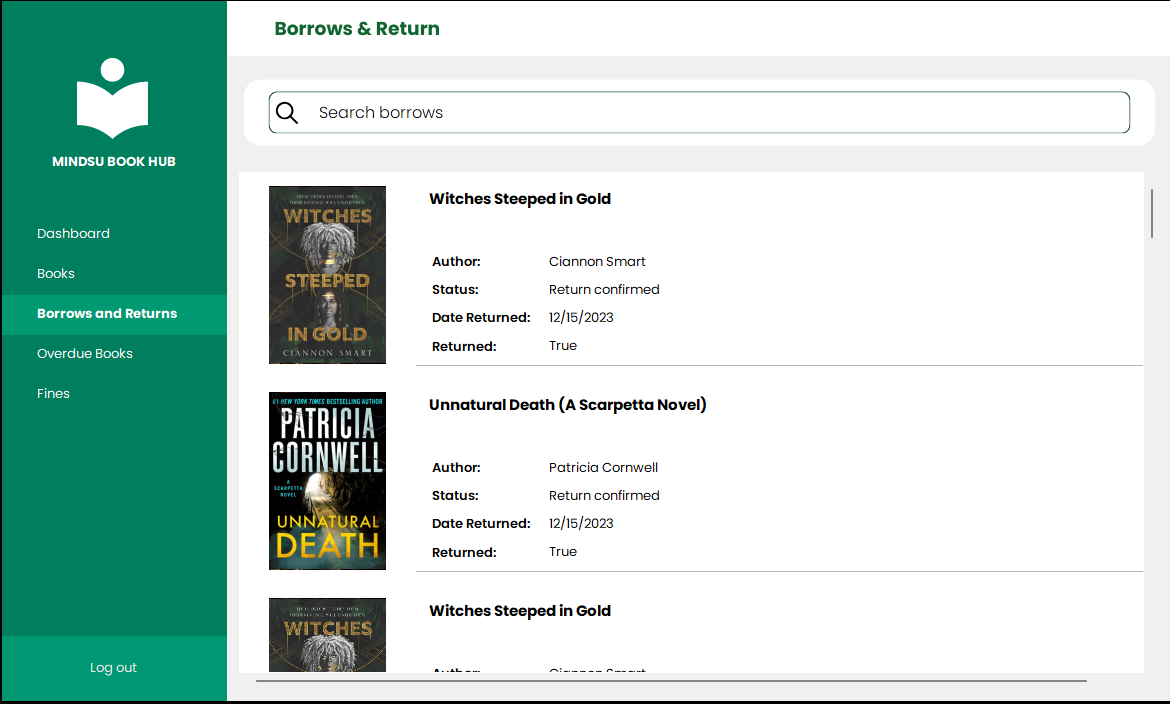 Borrows & Return
MINDSU BOOK HUB
Dashboard
Books
Borrows and Returns
Overdue Books
Fines
Log out
Search borrows
WITCHES
STEEPED
IN GOLD
CIANNON SMART
Witches Steeped in Gold
Author: Ciannon Smart
Status: Return confirmed
Date Returned: 12/15/2023
Returned: True
#1 NEW YORK TIMES BESTSELLING AUTHOR
PATRICIA
CORNWELL
A
SCARPETTA
NOVEL
UNNATURAL
DEATH
Unnatural Death (A Scarpetta Novel)
Author: Patricia Cornwell
Status: Return confirmed
Date Returned: 12/15/2023
Returned: True
WITCHES
Witches Steeped in Gold
Author: Ciannon Smart